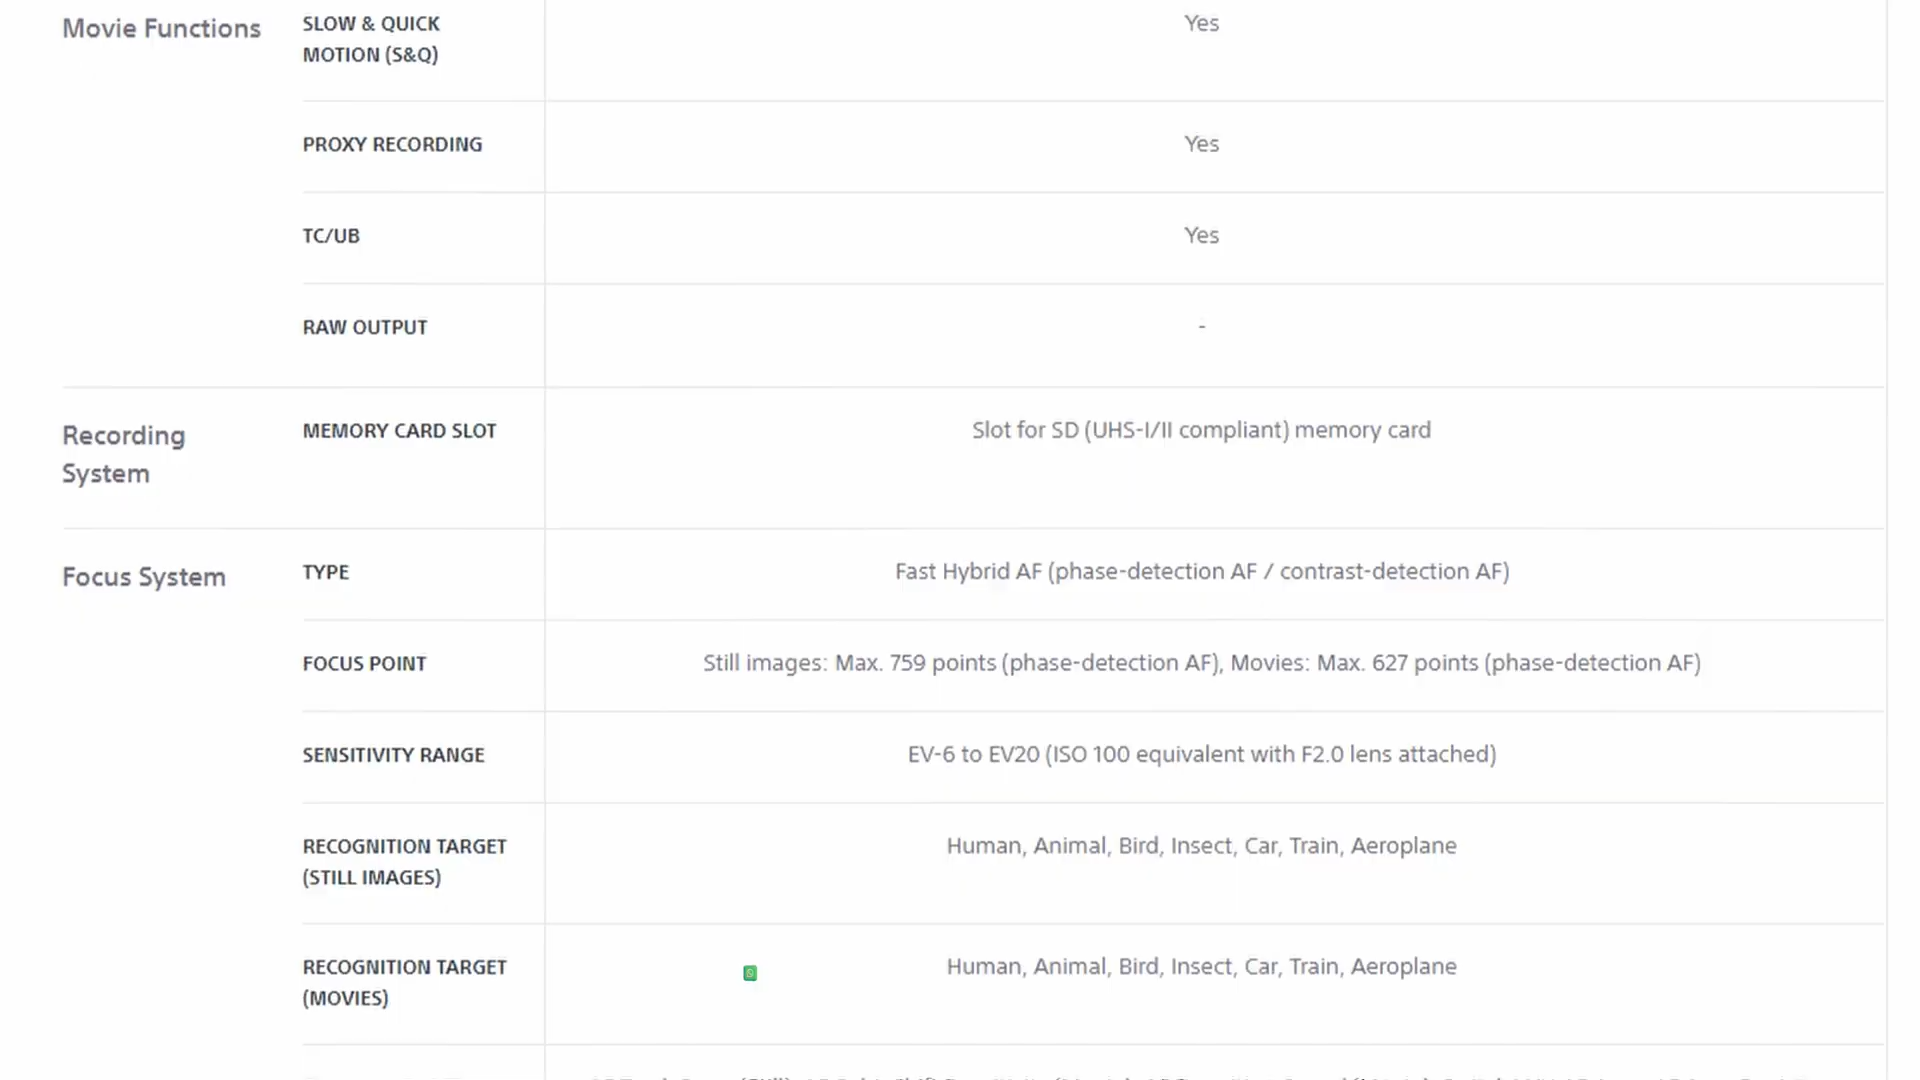 Movie Functions
SLOW & QUICK
MOTION (S&Q)
Yes
PROXY RECORDING
Yes
TC/UB
Yes
RAW OUTPUT
-
Recording
System
MEMORY CARD SLOT
Slot for SD (UHS-I/II compliant) memory card
Focus System
TYPE
Fast Hybrid AF (phase-detection AF / contrast-detection AF)
FOCUS POINT
Still images: Max. 759 points (phase-detection AF), Movies: Max. 627 points (phase-detection AF)
SENSITIVITY RANGE
EV-6 to EV20 (ISO 100 equivalent with F2.0 lens attached)
RECOGNITION TARGET
(STILL IMAGES)
Human, Animal, Bird, Insect, Car, Train, Aeroplane
RECOGNITION TARGET
(MOVIES)
Human, Animal, Bird, Insect, Car, Train, Aeroplane